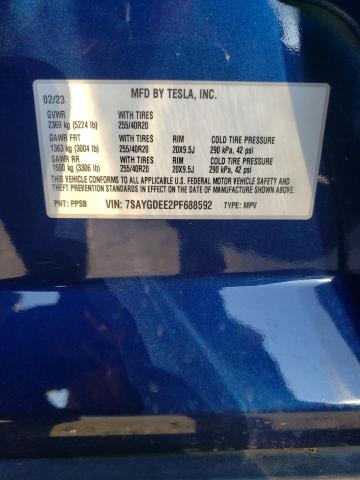 MFD BY TESLA, INC.
02/23
GVWR WITH TIRES
2369 kg (5224 lb) 255/40R20
GAWR FRT WITH TIRES RIM COLD TIRE PRESSURE
1363 kg (3004 lb) 255/40R20 20X9.5J 290 kPa, 42 psi
GAWR RR WITH TIRES RIM COLD TIRE PRESSURE
1500 kg (3306 lb) 255/40R20 20X9.5J 290 kPa, 42 psi
THIS VEHICLE CONFORMS TO ALL APPLICABLE U.S. FEDERAL MOTOR VEHICLE SAFETY AND
THEFT PREVENTION STANDARDS IN EFFECT ON THE DATE OF MANUFACTURE SHOWN ABOVE.
PNT: PPSB VIN: 7SAYGDEE2PF688592 TYPE: MPV